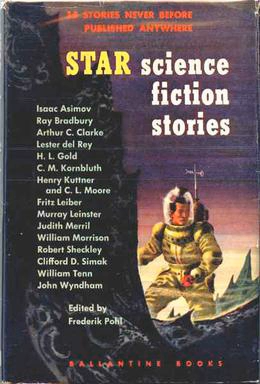 15 STORIES NEVER BEFORE
PUBLISHED ANYWHERE
STAR science
fiction
stories
Isaac Asimov
Ray Bradbury
Arthur C. Clarke
Lester del Rey
H. L. Gold
C. M. Kornbluth
Henry Kuttner
and C. L. Moore
Fritz Leiber
Murray Leinster
Judith Merril
William Morrison
Robert Sheckley
Clifford D. Simak
William Tenn
John Wyndham
Edited by
Frederik Pohl
BALLANTINE BOOKS